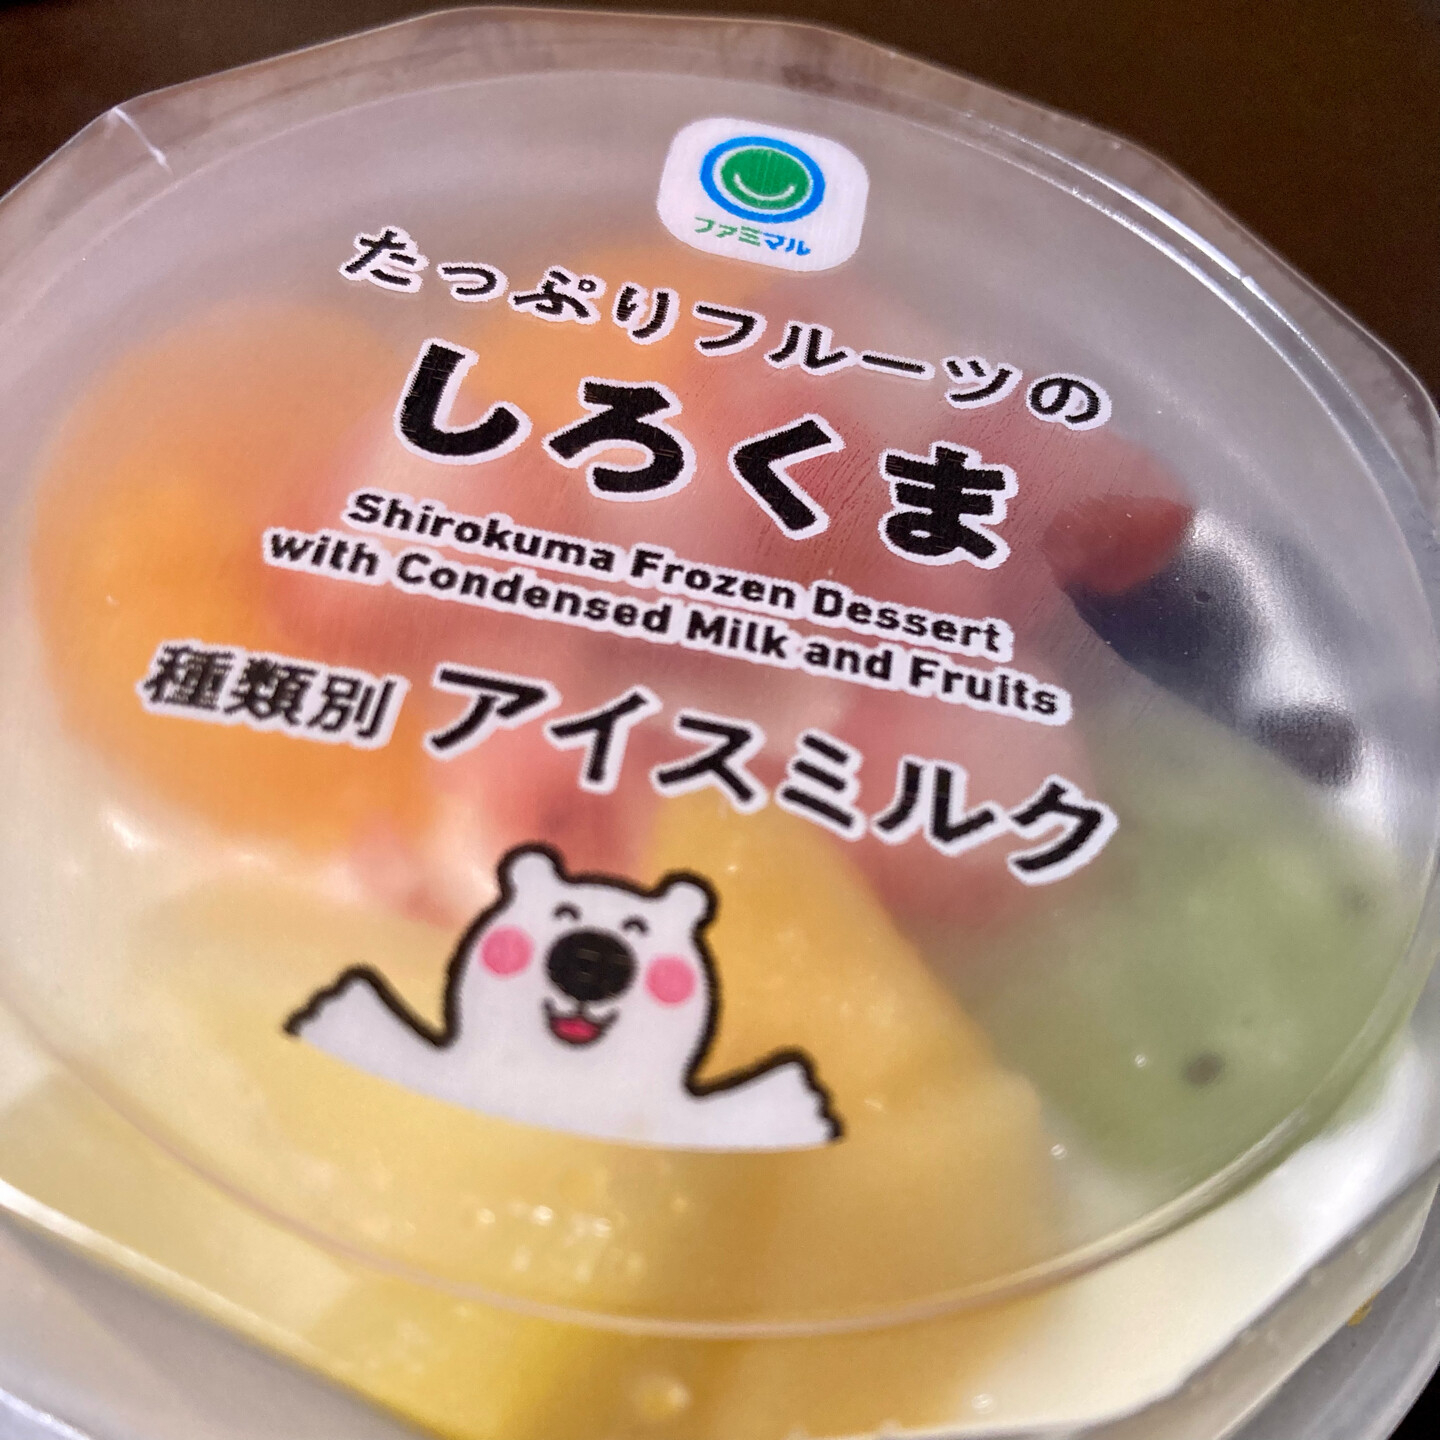 ファミマル
たっぷりフルーツの
しろくま
Shirokuma Frozen Dessert
with Condensed Milk and Fruits
種類別 アイスミルク